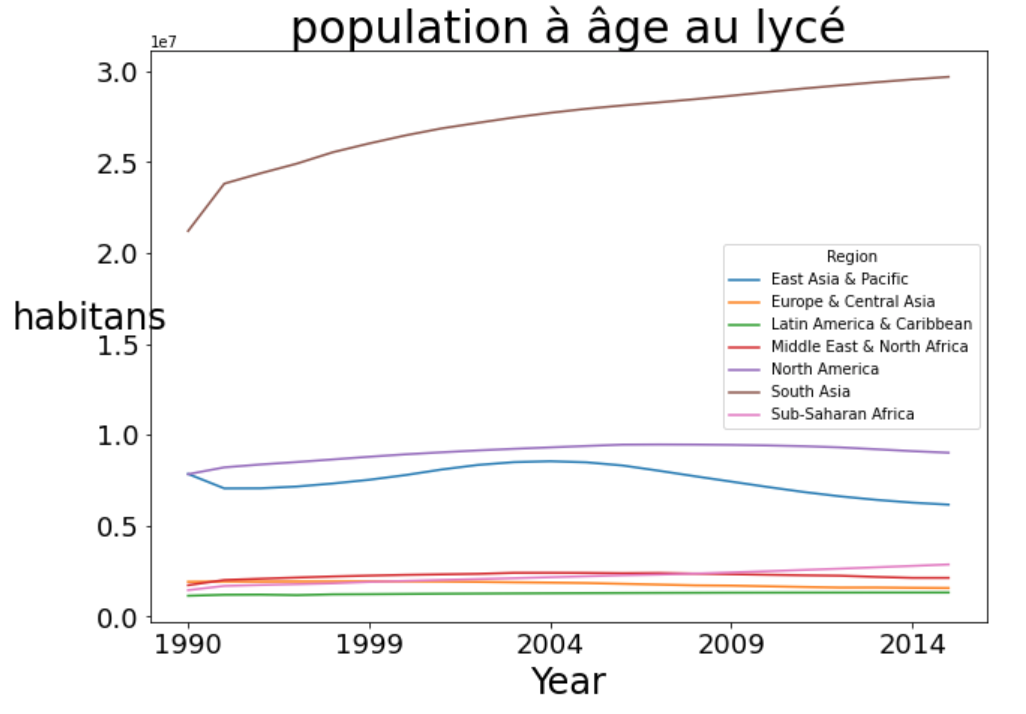 population à âge au lycé
1e7
3.0
2.5
2.0
habitans
1.5
1.0
0.5
0.0
Region
East Asia & Pacific
Europe & Central Asia
Latin America & Caribbean
Middle East & North Africa
North America
South Asia
Sub-Saharan Africa
1990 1999 2004 2009 2014
Year